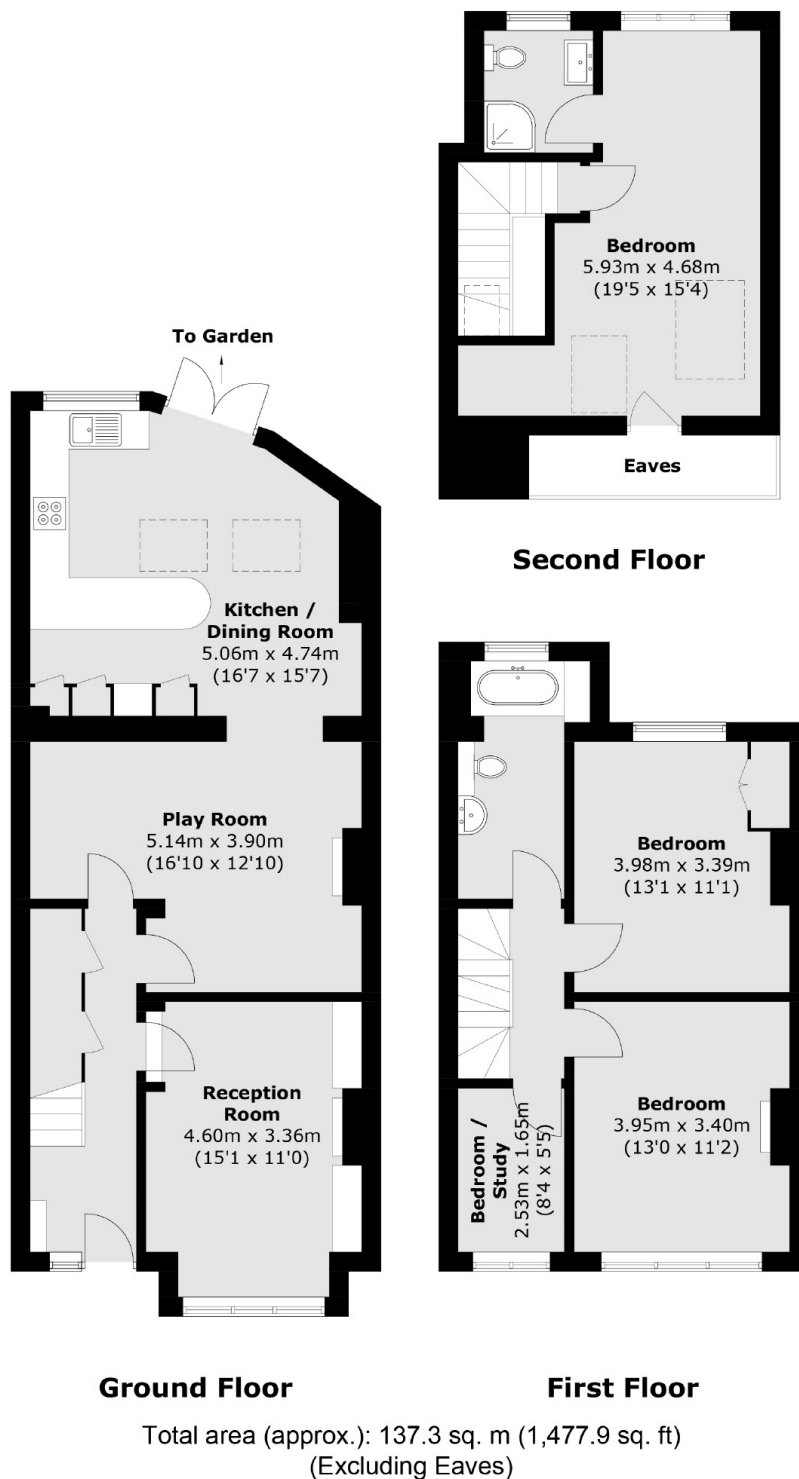 Bedroom
5.93m x 4.68m
(19'5 x 15'4)
Eaves
Second Floor
To Garden
Kitchen /
Dining Room
5.06m x 4.74m
(16'7 x 15'7)
Play Room
5.14m x 3.90m
(16'10 x 12'10)
Reception
Room
4.60m x 3.36m
(15'1 x 11'0)
Ground Floor
Bedroom
3.98m x 3.39m
(13'1 x 11'1)
Bedroom
3.95m x 3.40m
(13'0 x 11'2)
Bedroom /
Study
2.53m x 1.65m
(8'4 x 5'5)
First Floor
Total area (approx.): 137.3 sq. m (1,477.9 sq. ft)
(Excluding Eaves)